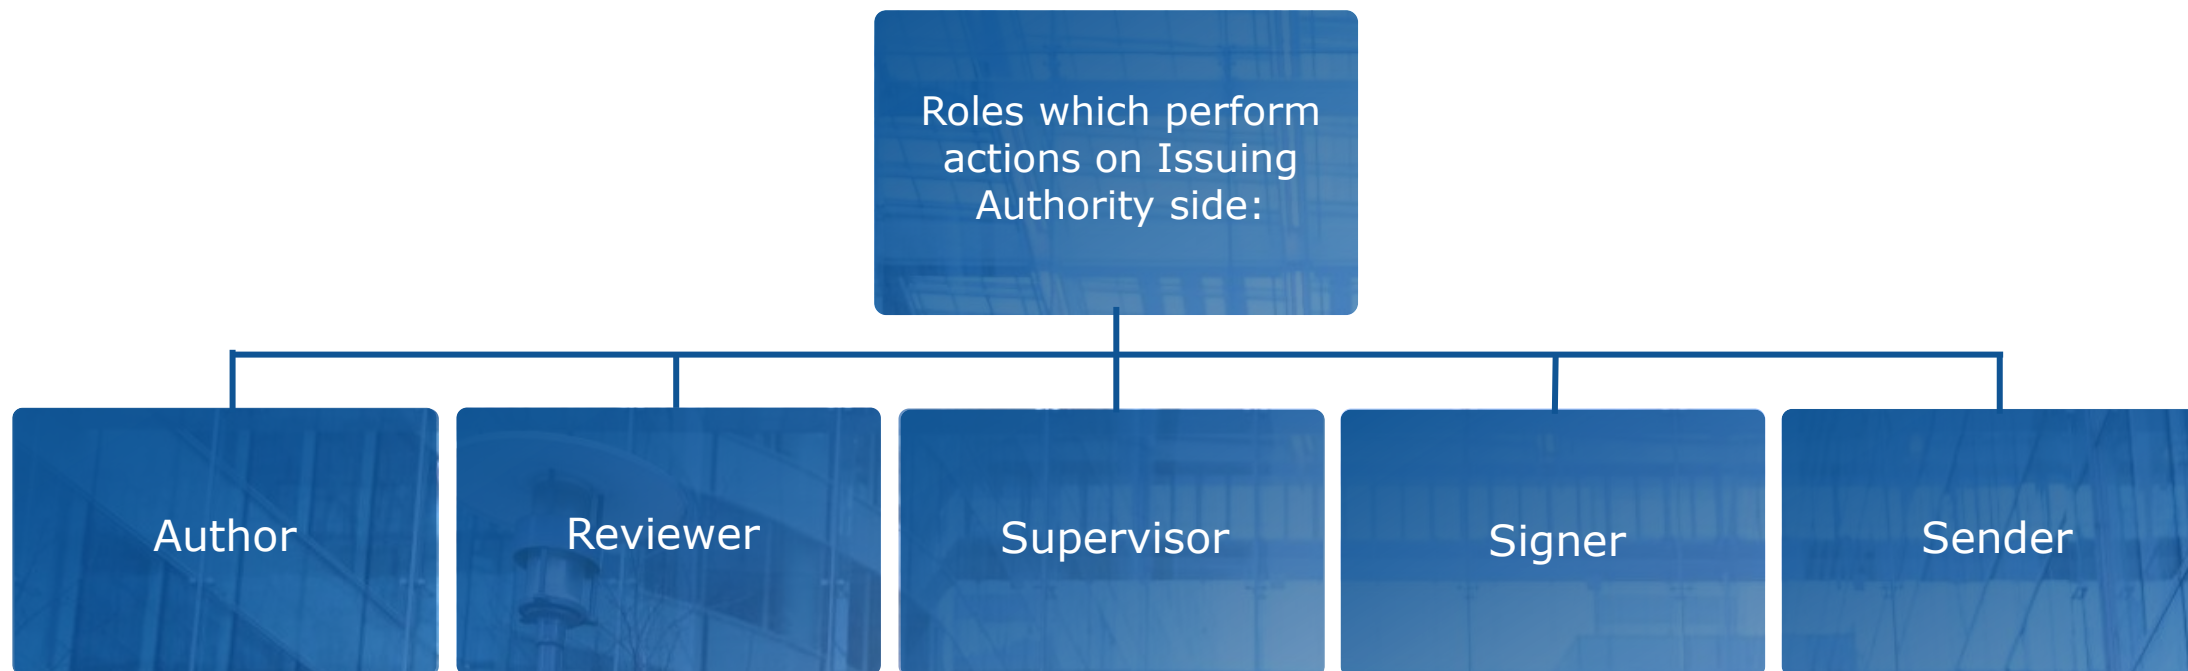 Roles which perform
actions on Issuing
Authority side:
Author
Reviewer
Supervisor
Signer
Sender